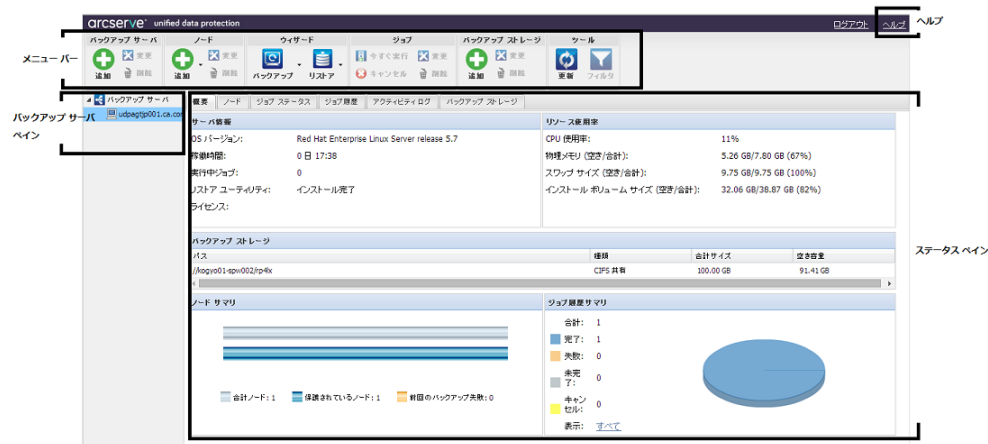 arcserve® unified data protection
ログアウト ヘルプ
ヘルプ
バックアップ サーバ ノード ウィザード ジョブ バックアップ ストレージ ツール
メニュー バー
追加 変更 削除
追加 変更 削除
バックアップ リストア
今すぐ実行 変更 キャンセル 削除
追加 変更 削除
更新 フィルタ
バックアップ サーバ
udpagtjp001.ca.co
バックアップ サーバ
ペイン
概要 ノード ジョブ ステータス ジョブ履歴 アクティビティ ログ バックアップ ストレージ
サーバ情報
OS バージョン: Red Hat Enterprise Linux Server release 5.7
稼働時間: 0 日 17:38
実行中ジョブ: 0
リストア ユーティリティ: インストール完了
ライセンス:
リソース使用率
CPU 使用率: 11%
物理メモリ (空き/合計): 5.26 GB/7.80 GB (67%)
スワップ サイズ (空き/合計): 9.75 GB/9.75 GB (100%)
インストール ボリューム サイズ (空き/合計): 32.06 GB/38.87 GB (82%)
ステータス ペイン
バックアップ ストレージ
パス 種類 合計サイズ 空き容量
//kogyo01-spw002/rp4lx CIFS 共有 100.00 GB 91.41 GB
ノード サマリ
合計ノード: 1 保護されているノード: 1 前回のバックアップ失敗: 0
ジョブ履歴サマリ
合計: 1
完了: 1
失敗: 0
未完
了: 0
キャン
セル: 0
表示: すべて